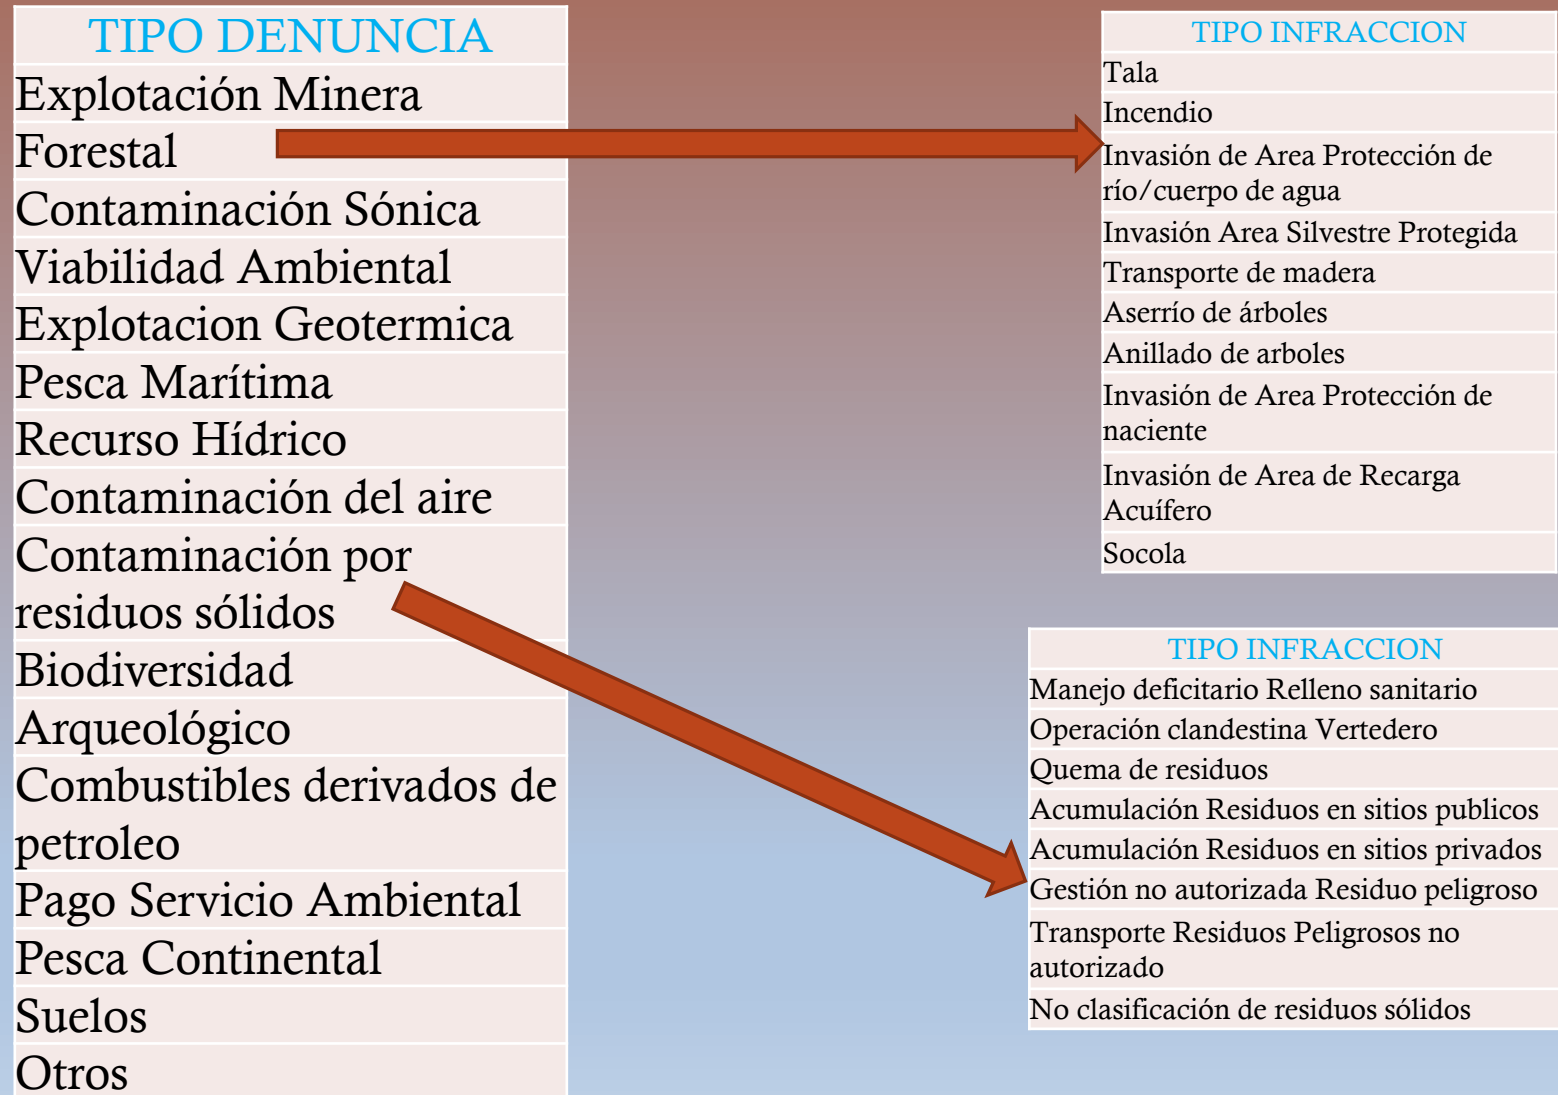 TIPO DENUNCIA
Explotación Minera
Forestal
Contaminación Sónica
Viabilidad Ambiental
Explotacion Geotermica
Pesca Marítima
Recurso Hídrico
Contaminación del aire
Contaminación por
residuos sólidos
Biodiversidad
Arqueológico
Combustibles derivados de
petroleo
Pago Servicio Ambiental
Pesca Continental
Suelos
Otros
TIPO INFRACCION
Tala
Incendio
Invasión de Area Protección de
río/cuerpo de agua
Invasión Area Silvestre Protegida
Transporte de madera
Aserrío de árboles
Anillado de arboles
Invasión de Area Protección de
naciente
Invasión de Area de Recarga
Acuífero
Socola
TIPO INFRACCION
Manejo deficitario Relleno sanitario
Operación clandestina Vertedero
Quema de residuos
Acumulación Residuos en sitios publicos
Acumulación Residuos en sitios privados
Gestión no autorizada Residuo peligroso
Transporte Residuos Peligrosos no
autorizado
No clasificación de residuos sólidos